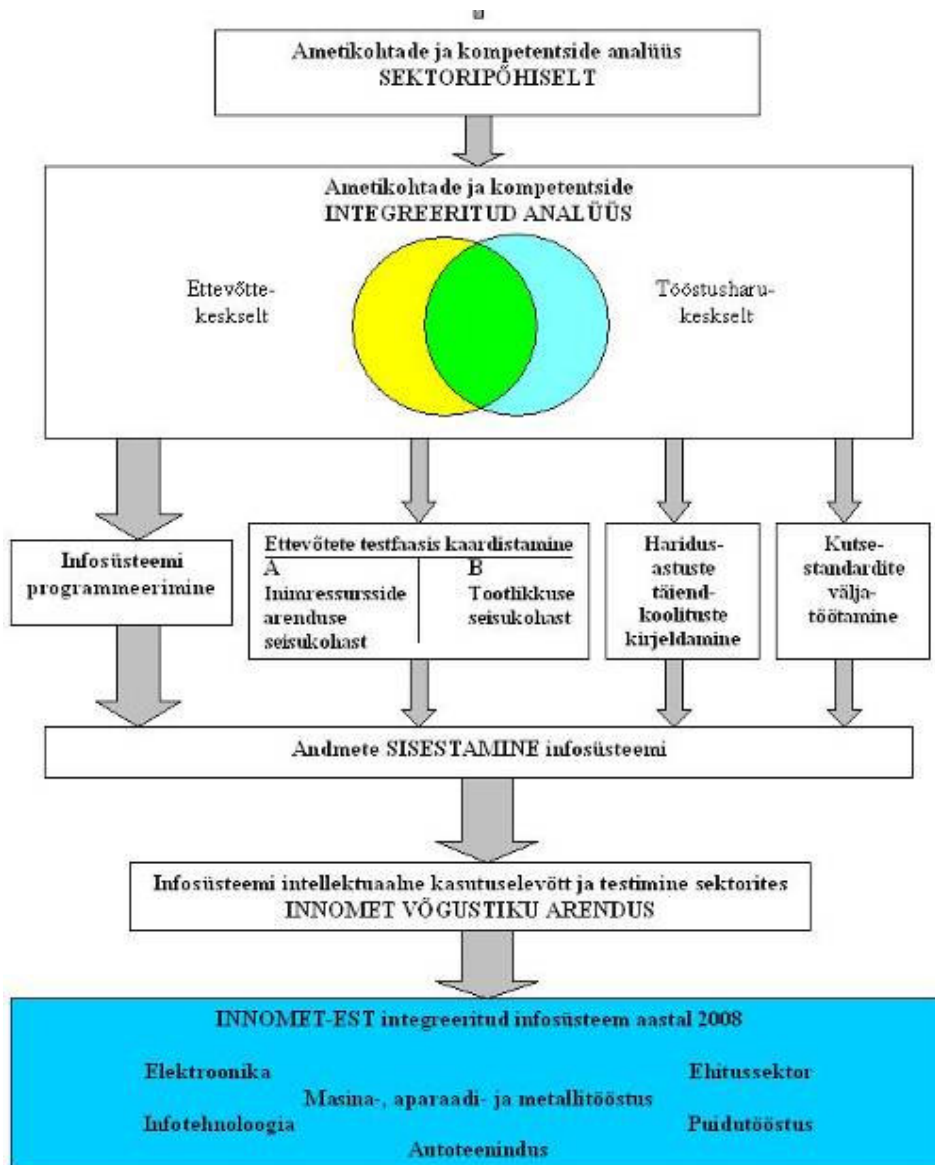 Ametikohtade ja kompetentside analüüs
SEKTORIPÕHISELT
Ametikohtade ja kompetentside
INTEGREERITUD ANALÜÜS
Ettevõtte-
keskselt
Tööstusharu-
keskselt
Infosüsteemi
programmeerimine
Ettevõtete testfaasis kaardistamine
A
Inimressursside
arenduse
seisukohast
B
Tootlikkuse
seisukohast
Haridus-
astuste
täiend-
koolituste
kirjeldamine
Kutse-
standardite
välja-
töötamine
Andmete SISESTAMINE infosüsteemi
Infosüsteemi intellektuaalne kasutuselevõtt ja testimine sektorites
INNOMET VÕGUSTIKU ARENDUS
INNOMET-EST integreeritud infosüsteem aastal 2008
Elektroonika
Ehitussektor
Masina-, aparaadi- ja metallitööstus
Infotehnoloogia
Puidutööstus
Autoteenindus